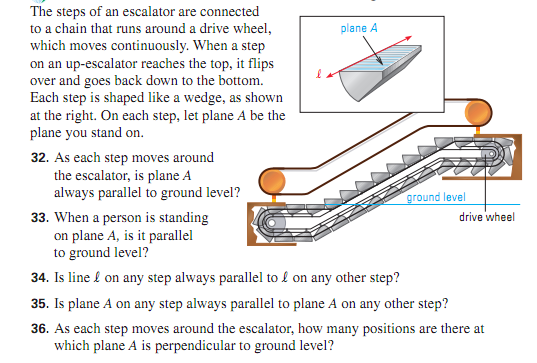 The steps of an escalator are connected
to a chain that runs around a drive wheel,
which moves continuously. When a step
on an up-escalator reaches the top, it flips
over and goes back down to the bottom.
Each step is shaped like a wedge, as shown
at the right. On each step, let plane A be the
plane you stand on.
plane A
ℓ
32. As each step moves around
the escalator, is plane A
always parallel to ground level?
ground level
drive wheel
33. When a person is standing
on plane A, is it parallel
to ground level?
34. Is line ℓ on any step always parallel to ℓ on any other step?
35. Is plane A on any step always parallel to plane A on any other step?
36. As each step moves around the escalator, how many positions are there at
which plane A is perpendicular to ground level?